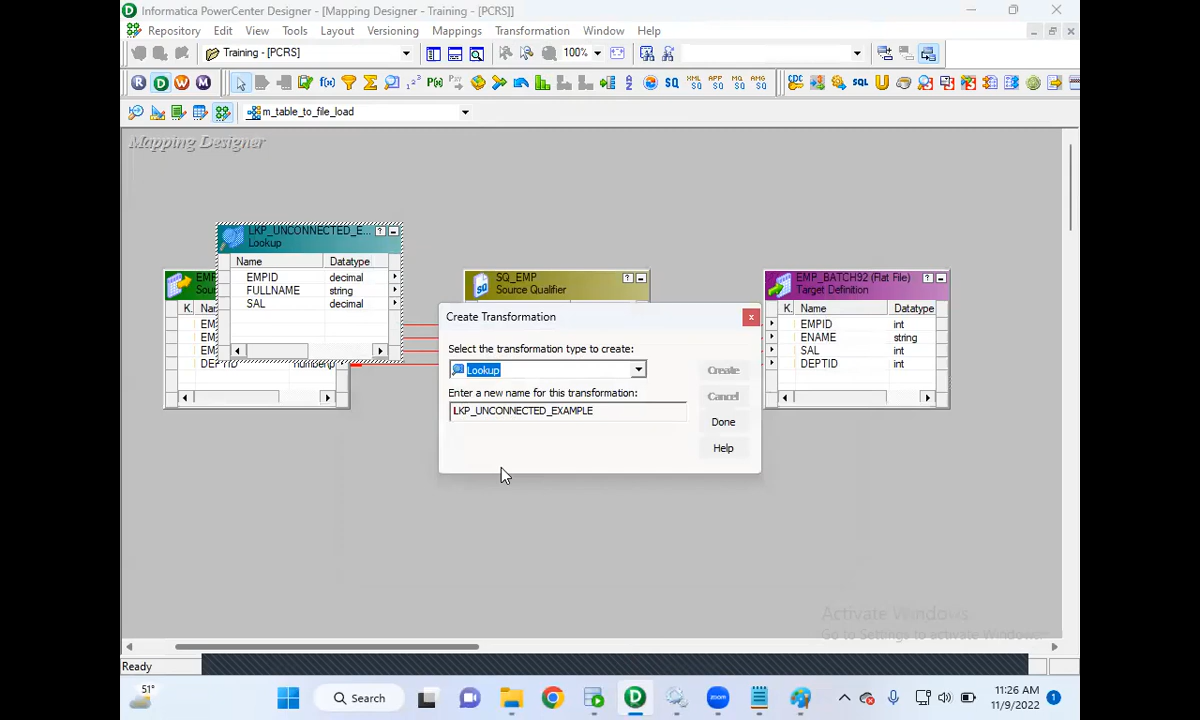 Informatica PowerCenter Designer - [Mapping Designer - Training - [PCRS]]
Repository Edit View Tools Layout Versioning Mappings Transformation Window Help
Training - [PCRS]
100%
m_table_to_file_load
Mapping Designer
LKP_UNCONNECTED_E...
Lookup
Name Datatype
EMPID decimal
FULLNAME string
SAL decimal
DEPTID
K.
SQ_EMP
Source Qualifier
EMP_BATCH92 (Flat File)
Target Definition
K. Name Datatype
EMPID int
ENAME string
SAL int
DEPTID int
Create Transformation
Select the transformation type to create:
Lookup
Enter a new name for this transformation:
LKP_UNCONNECTED_EXAMPLE
Create
Cancel
Done
Help
Activate Windows
Go to Settings to activate Windows.
Ready
51°
Search
11:26 AM
11/9/2022
1